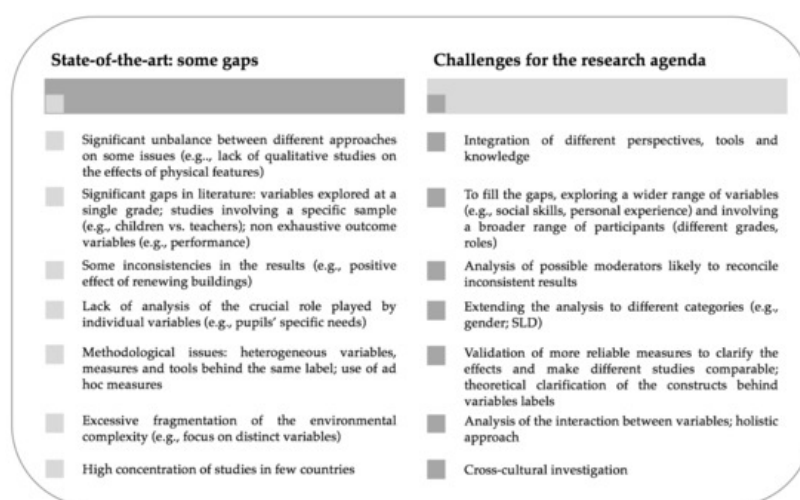 State-of-the-art: some gaps
Significant unbalance between different approaches
on some issues (e.g.., lack of qualitative studies on
the effects of physical features)
Significant gaps in literature: variables explored at a
single grade; studies involving a specific sample
(e.g., children vs. teachers); non exhaustive outcome
variables (e.g., performance)
Some inconsistencies in the results (e.g., positive
effect of renewing buildings)
Lack of analysis of the crucial role played by
individual variables (e.g., pupils' specific needs)
Methodological issues: heterogeneous variables,
measures and tools behind the same label; use of ad
hoc measures
Excessive fragmentation of the environmental
complexity (e.g., focus on distinct variables)
High concentration of studies in few countries
Challenges for the research agenda
Integration of different perspectives, tools and
knowledge
To fill the gaps, exploring a wider range of variables
(e.g., social skills, personal experience) and involving
a broader range of participants (different grades,
roles)
Analysis of possible moderators likely to reconcile
inconsistent results
Extending the analysis to different categories (e.g.,
gender; SLD)
Validation of more reliable measures to clarify the
effects and make different studies comparable;
theoretical clarification of the constructs behind
variables labels
Analysis of the interaction between variables; holistic
approach
Cross-cultural investigation